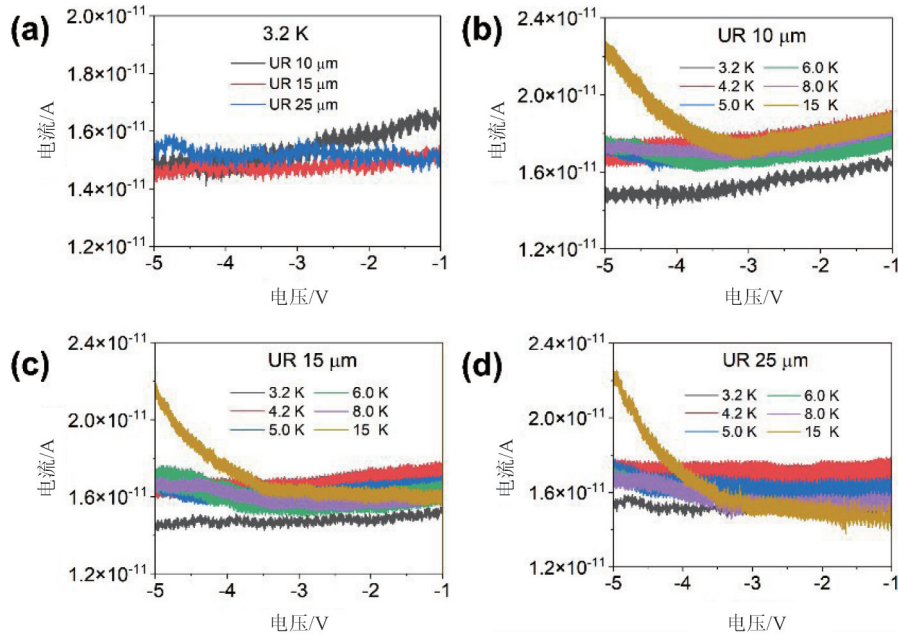 (a)
3.2 K
UR 10 μm
UR 15 μm
UR 25 μm
2.0×10⁻¹¹
1.8×10⁻¹¹
1.6×10⁻¹¹
1.4×10⁻¹¹
1.2×10⁻¹¹
电流/A
-5 -4 -3 -2 -1
电压/V
(b)
UR 10 μm
3.2 K 6.0 K
4.2 K 8.0 K
5.0 K 15 K
2.4×10⁻¹¹
2.0×10⁻¹¹
1.6×10⁻¹¹
1.2×10⁻¹¹
电流/A
-5 -4 -3 -2 -1
电压/V
(c)
UR 15 μm
3.2 K 6.0 K
4.2 K 8.0 K
5.0 K 15 K
2.4×10⁻¹¹
2.0×10⁻¹¹
1.6×10⁻¹¹
1.2×10⁻¹¹
电流/A
-5 -4 -3 -2 -1
电压/V
(d)
UR 25 μm
3.2 K 6.0 K
4.2 K 8.0 K
5.0 K 15 K
2.4×10⁻¹¹
2.0×10⁻¹¹
1.6×10⁻¹¹
1.2×10⁻¹¹
电流/A
-5 -4 -3 -2 -1
电压/V